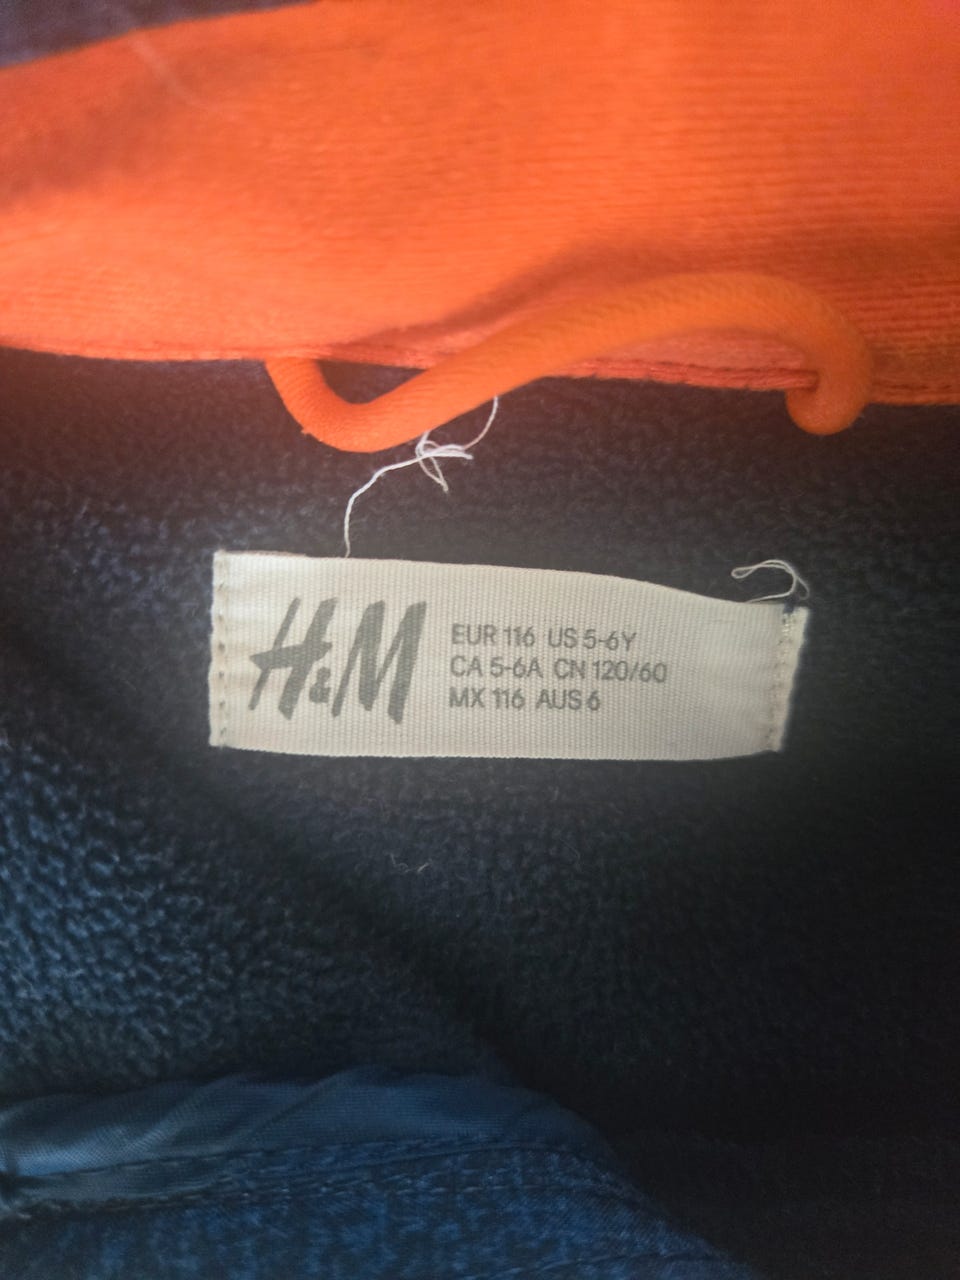 H&M
EUR 116 US 5-6Y
CA 5-6A CN 120/60
MX 116 AUS 6